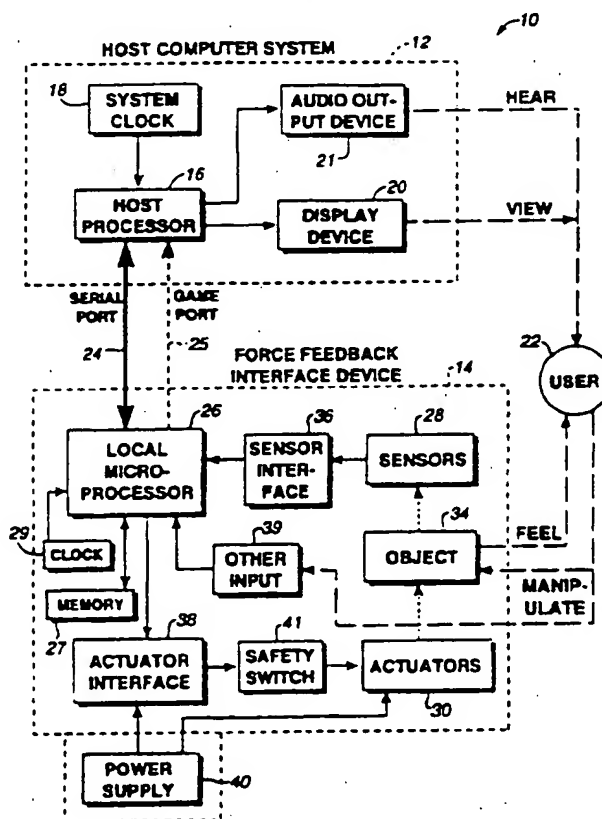 10
HOST COMPUTER SYSTEM
12
18
SYSTEM
CLOCK
AUDIO OUT-
PUT DEVICE
21
HEAR
16
HOST
PROCESSOR
20
DISPLAY
DEVICE
VIEW
SERIAL
PORT
24
GAME
PORT
25
FORCE FEEDBACK
INTERFACE DEVICE
14
22
USER
26
LOCAL
MICRO-
PROCESSOR
36
SENSOR
INTER-
FACE
28
SENSORS
29
CLOCK
39
OTHER
INPUT
34
OBJECT
FEEL
MANIP-
ULATE
MEMORY
27
38
ACTUATOR
INTERFACE
41
SAFETY
SWITCH
ACTUATORS
30
POWER
SUPPLY
40